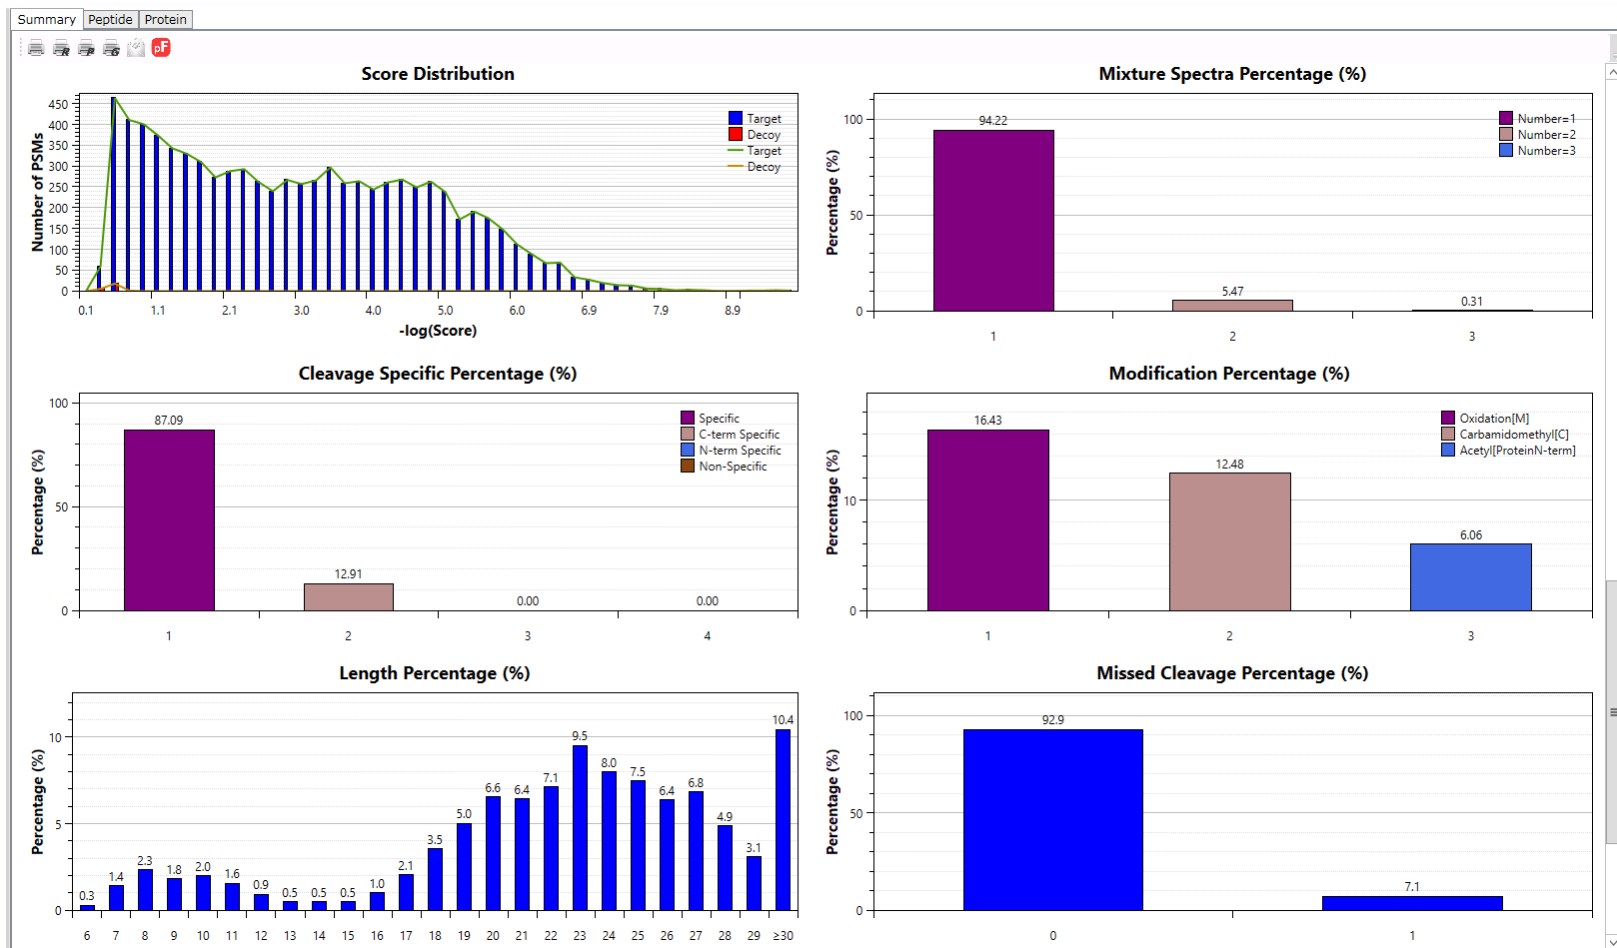 Summary Peptide Protein
R P G pF
Score Distribution
Number of PSMs
450
400
350
300
250
200
150
100
50
0
Target
Decoy
Target
Decoy
0.1 1.1 2.1 3.0 4.0 5.0 6.0 6.9 7.9 8.9
-log(Score)
Mixture Spectra Percentage (%)
Percentage (%)
100
50
0
94.22
5.47
0.31
Number=1
Number=2
Number=3
1 2 3
Cleavage Specific Percentage (%)
Percentage (%)
100
50
0
87.09
12.91
0.00
0.00
Specific
C-term Specific
N-term Specific
Non-Specific
1 2 3 4
Modification Percentage (%)
Percentage (%)
10
0
16.43
12.48
6.06
Oxidation[M]
Carbamidomethyl[C]
Acetyl[ProteinN-term]
1 2 3
Length Percentage (%)
Percentage (%)
10
5
0
0.3 1.4 2.3 1.8 2.0 1.6 0.9 0.5 0.5 0.5 1.0 2.1 3.5 5.0 6.6 6.4 7.1 9.5 8.0 7.5 6.4 6.8 4.9 3.1 10.4
6 7 8 9 10 11 12 13 14 15 16 17 18 19 20 21 22 23 24 25 26 27 28 29 ≥30
Missed Cleavage Percentage (%)
Percentage (%)
100
50
0
92.9
7.1
0 1